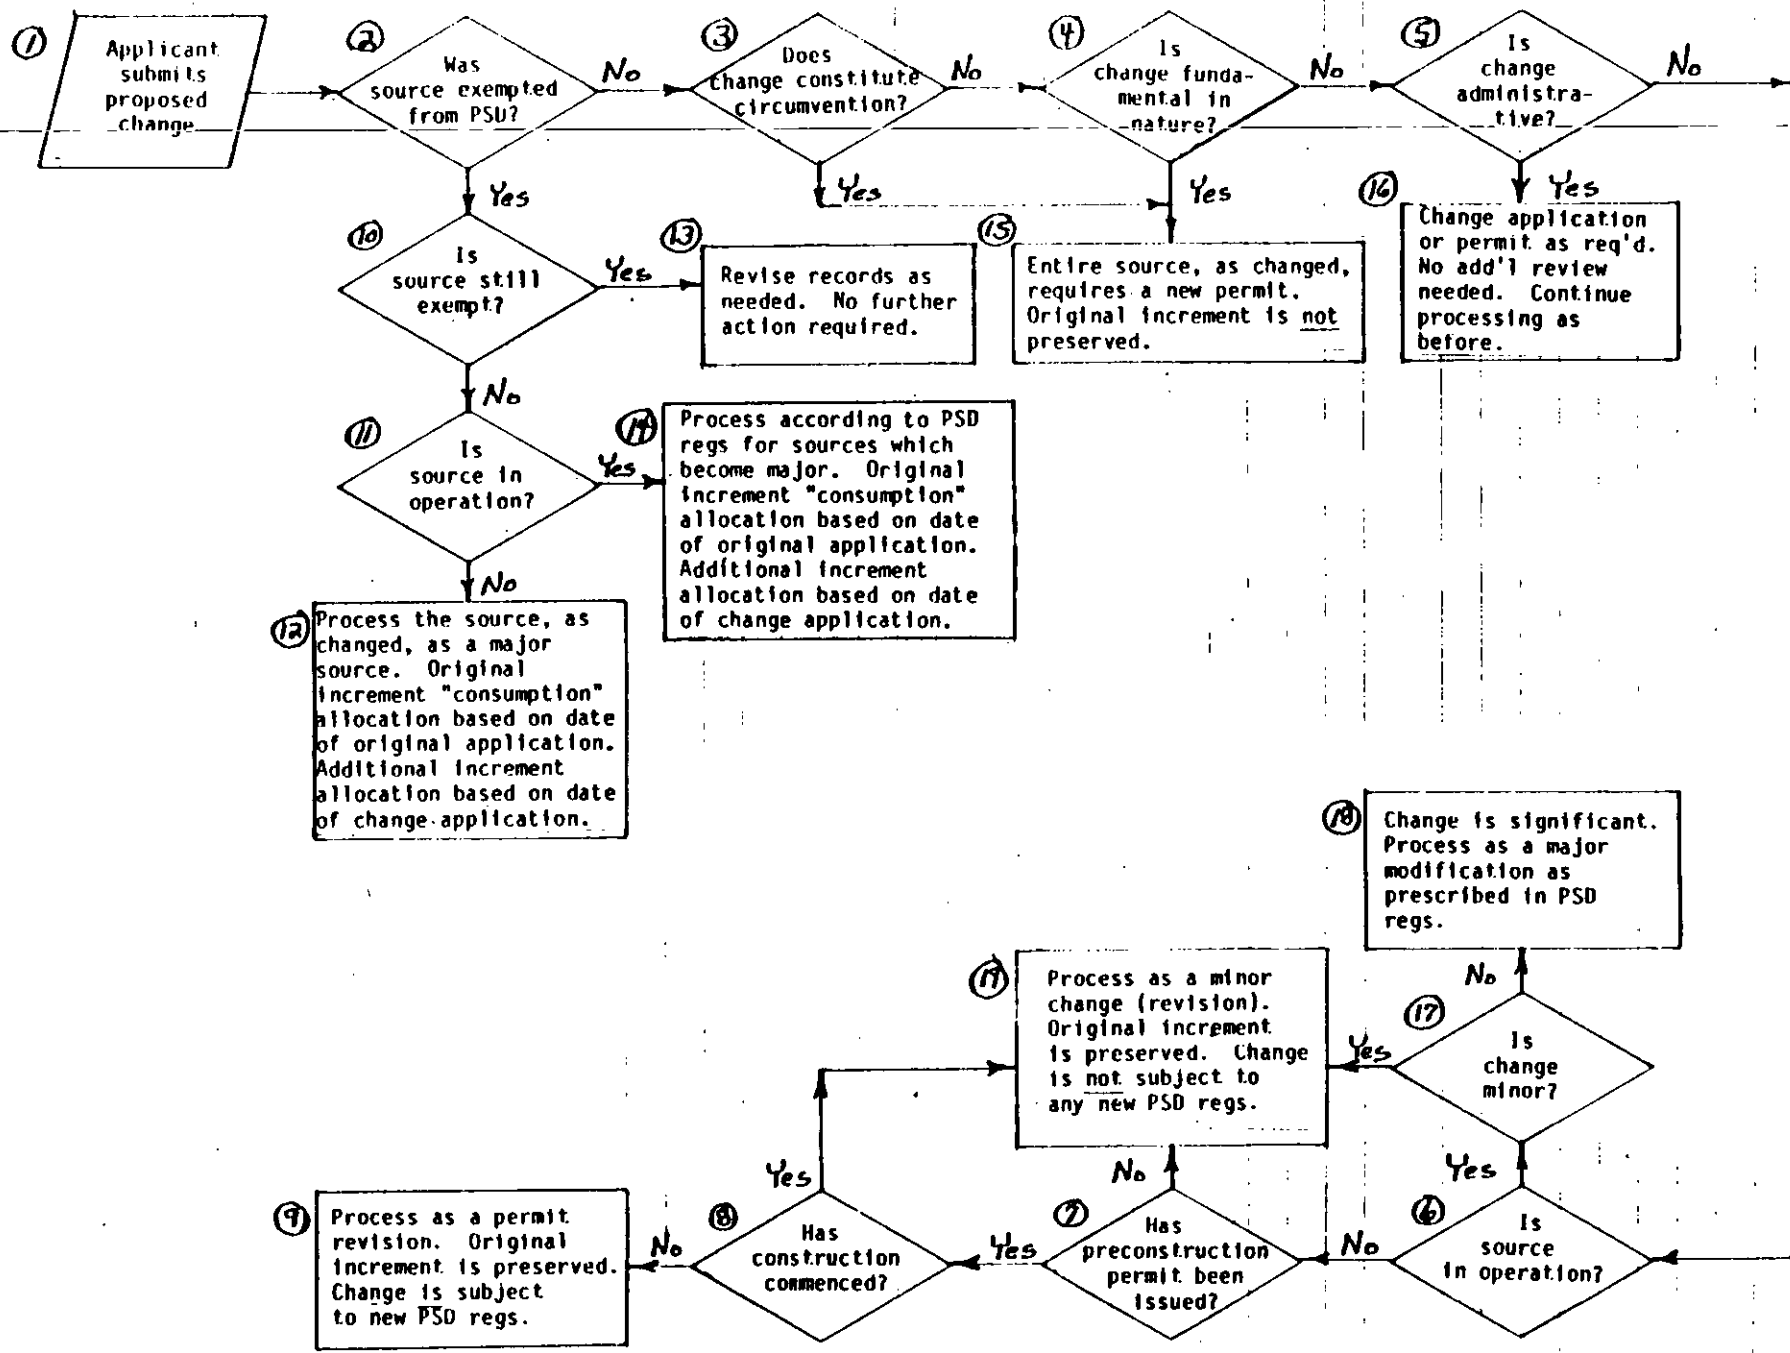 1
Applicant
submits
proposed
change
2
Was
source exempted
from PSD?
No
Yes
3
Does
change constitute
circumvention?
No
Yes
4
Is
change funda-
mental in
nature?
No
Yes
5
Is
change
administra-
tive?
No
Yes
10
Is
source still
exempt?
Yes
No
13
Revise records as
needed. No further
action required.
15
Entire source, as changed,
requires a new permit.
Original increment is not
preserved.
16
Change application
or permit as req'd.
No add'l review
needed. Continue
processing as
before.
11
Is
source in
operation?
Yes
No
14
Process according to PSD
regs for sources which
become major. Original
increment "consumption"
allocation based on date
of original application.
Additional increment
allocation based on date
of change application.
12
Process the source, as
changed, as a major
source. Original
increment "consumption"
allocation based on date
of original application.
Additional increment
allocation based on date
of change application.
18
Change is significant.
Process as a major
modification as
prescribed in PSD
regs.
No
19
Process as a minor
change (revision).
Original increment
is preserved. Change
is not subject to
any new PSD regs.
Yes
17
Is
change
minor?
Yes
No
Yes
9
Process as a permit
revision. Original
increment is preserved.
Change is subject
to new PSD regs.
No
8
Has
construction
commenced?
Yes
7
Has
preconstruction
permit been
issued?
No
6
Is
source
in operation?